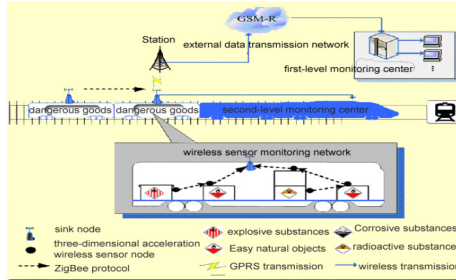 GSM-R
Station
external data transmission network
first-level monitoring center
dangerous goods
dangerous goods
second-level monitoring center
wireless sensor monitoring network
sink node
three-dimensional acceleration
wireless sensor node
ZigBee protocol
explosive substances
Easy natural objects
GPRS transmission
Corrosive substances
radioactive substance
wireless transmission